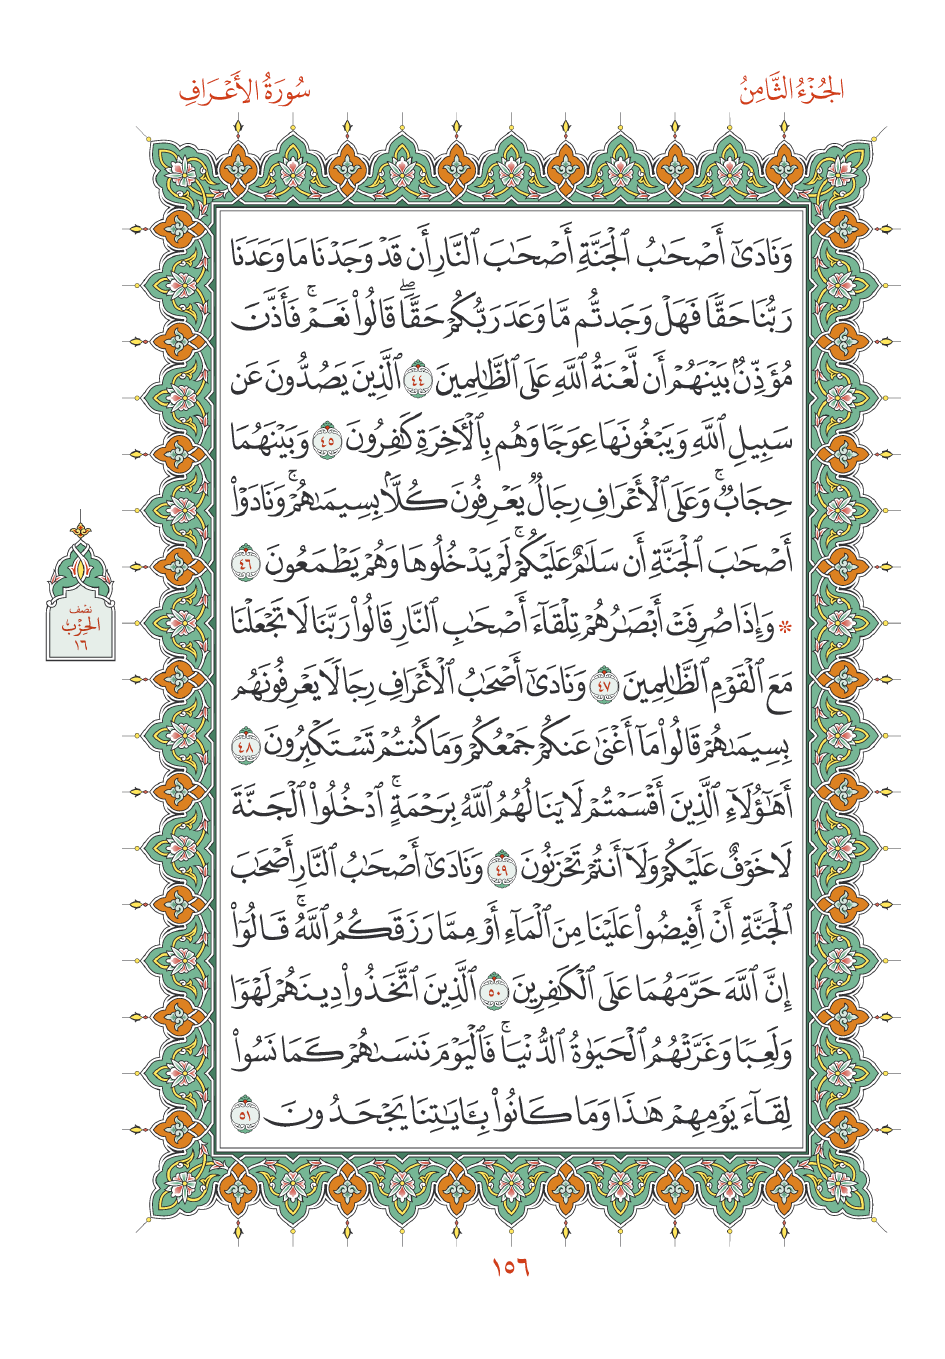 الجُزْءُ الثَّامِنُ
سُورَةُ الأَعْرَافِ
وَنَادَىٰٓ أَصْحَٰبُ ٱلْجَنَّةِ أَصْحَٰبَ ٱلنَّارِ أَن قَدْ وَجَدْنَا مَا وَعَدَنَا
رَبُّنَا حَقًّا فَهَلْ وَجَدتُّم مَّا وَعَدَ رَبُّكُمْ حَقًّاۖ قَالُوا۟ نَعَمْۚ فَأَذَّنَ
مُؤَذِّنٌۢ بَيْنَهُمْ أَن لَّعْنَةُ ٱللَّهِ عَلَى ٱلظَّٰلِمِينَ ٤٤ ٱلَّذِينَ يَصُدُّونَ عَن
سَبِيلِ ٱللَّهِ وَيَبْغُونَهَا عِوَجًا وَهُم بِٱلْءَاخِرَةِ كَٰفِرُونَ ٤٥ وَبَيْنَهُمَا
حِجَابٌۚ وَعَلَى ٱلْأَعْرَافِ رِجَالٌ يَعْرِفُونَ كُلًّۢا بِسِيمَىٰهُمْۚ وَنَادَوْا۟
أَصْحَٰبَ ٱلْجَنَّةِ أَن سَلَٰمٌ عَلَيْكُمْۚ لَمْ يَدْخُلُوهَا وَهُمْ يَطْمَعُونَ ٤٦
۞ وَإِذَا صُرِفَتْ أَبْصَٰرُهُمْ تِلْقَآءَ أَصْحَٰبِ ٱلنَّارِ قَالُوا۟ رَبَّنَا لَا تَجْعَلْنَا
مَعَ ٱلْقَوْمِ ٱلظَّٰلِمِينَ ٤٧ وَنَادَىٰٓ أَصْحَٰبُ ٱلْأَعْرَافِ رِجَالًا يَعْرِفُونَهُم
بِسِيمَىٰهُمْ قَالُوا۟ مَآ أَغْنَىٰ عَنكُمْ جَمْعُكُمْ وَمَا كُنتُمْ تَسْتَكْبِرُونَ ٤٨
أَهَٰٓؤُلَآءِ ٱلَّذِينَ أَقْسَمْتُمْ لَا يَنَالُهُمُ ٱللَّهُ بِرَحْمَةٍۚ ٱدْخُلُوا۟ ٱلْجَنَّةَ
لَا خَوْفٌ عَلَيْكُمْ وَلَآ أَنتُمْ تَحْزَنُونَ ٤٩ وَنَادَىٰٓ أَصْحَٰبُ ٱلنَّارِ أَصْحَٰبَ
ٱلْجَنَّةِ أَنْ أَفِيضُوا۟ عَلَيْنَا مِنَ ٱلْمَآءِ أَوْ مِمَّا رَزَقَكُمُ ٱللَّهُۚ قَالُوٓا۟
إِنَّ ٱللَّهَ حَرَّمَهُمَا عَلَى ٱلْكَٰفِرِينَ ٥٠ ٱلَّذِينَ ٱتَّخَذُوا۟ دِينَهُمْ لَهْوًا
وَلَعِبًا وَغَرَّتْهُمُ ٱلْحَيَوٰةُ ٱلدُّنْيَاۚ فَٱلْيَوْمَ نَنسَىٰهُمْ كَمَا نَسُوا۟
لِقَآءَ يَوْمِهِمْ هَٰذَا وَمَا كَانُوا۟ بِـَٔايَٰتِنَا يَجْحَدُونَ ٥١
نصف
الحِزْب
١٦
١٥٦